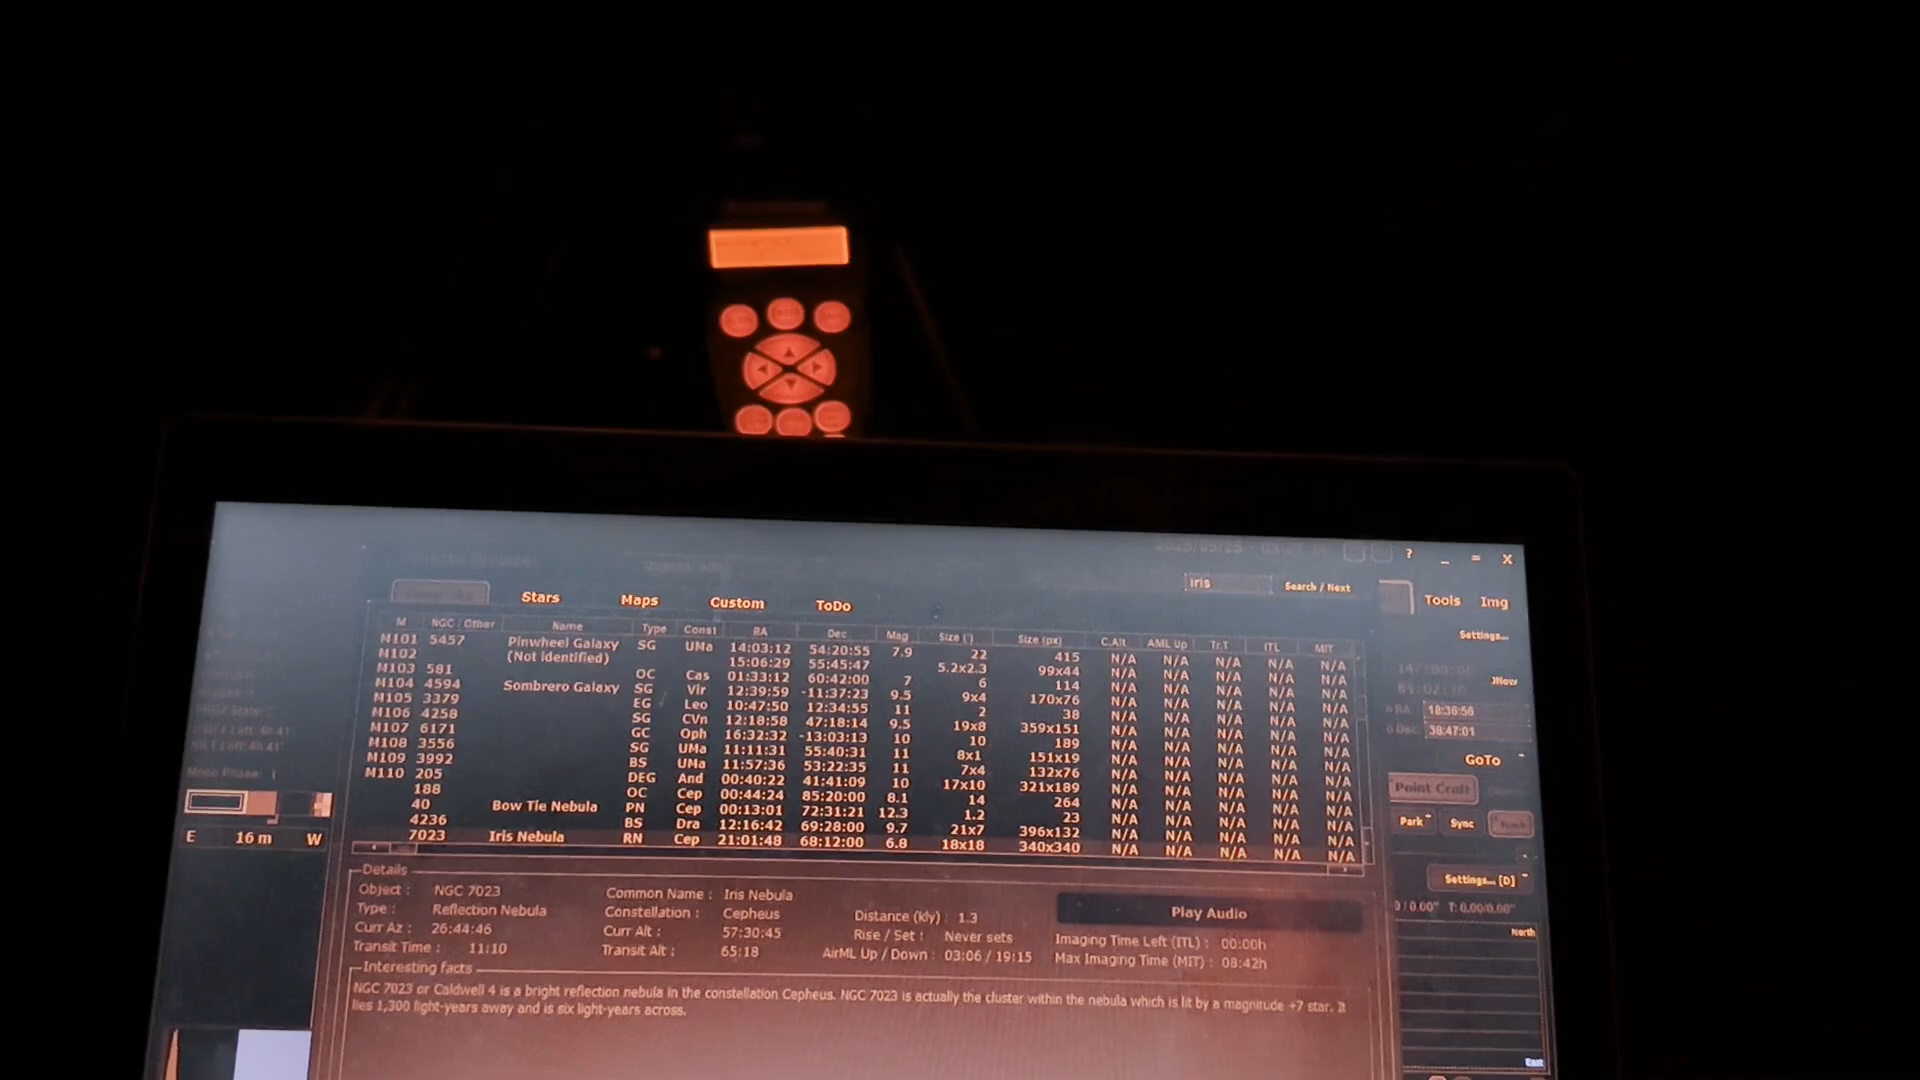 ?
X
iris
Search / Next
Stars
Maps
Custom
ToDo
Tools
Img
Settings...
M NGC / Other Name Type Const RA Dec Mag Size (') Size (px) C.Alt AML Up Tr.T ITL MIT
M101 5457 Pinwheel Galaxy SG UMa 14:03:12 54:20:55 7.9 22 415 N/A N/A N/A N/A N/A
M102 (Not identified) 15:06:29 55:45:47 5.2x2.3 99x44 N/A N/A N/A N/A N/A
M103 581 OC Cas 01:33:12 60:42:00 7 6 114 N/A N/A N/A N/A N/A
M104 4594 Sombrero Galaxy SG Vir 12:39:59 -11:37:23 9.5 9x4 170x76 N/A N/A N/A N/A N/A
M105 3379 EG Leo 10:47:50 12:34:55 11 2 38 N/A N/A N/A N/A N/A
M106 4258 SG CVn 12:18:58 47:18:14 9.5 19x8 359x151 N/A N/A N/A N/A N/A
M107 6171 GC Oph 16:32:32 -13:03:13 10 10 189 N/A N/A N/A N/A N/A
M108 3556 SG UMa 11:11:31 55:40:31 11 8x1 151x19 N/A N/A N/A N/A N/A
M109 3992 BS UMa 11:57:36 53:22:35 11 7x4 132x76 N/A N/A N/A N/A N/A
M110 205 DEG And 00:40:22 41:41:09 10 17x10 321x189 N/A N/A N/A N/A N/A
188 OC Cep 00:44:24 85:20:00 8.1 14 264 N/A N/A N/A N/A N/A
40 Bow Tie Nebula PN Cep 00:13:01 72:31:21 12.3 1.2 23 N/A N/A N/A N/A N/A
4236 BS Dra 12:16:42 69:28:00 9.7 21x7 396x132 N/A N/A N/A N/A N/A
7023 Iris Nebula RN Cep 21:01:48 68:12:00 6.8 18x18 340x340 N/A N/A N/A N/A N/A
JNow
RA 18:36:56
Dec 38:47:01
GoTo
Point Craft
Park
Sync
Settings... [D]
T: 0.00/0.00"
North
East
Moon Phase:
E 16 m W
Details
Object : NGC 7023 Common Name : Iris Nebula
Type : Reflection Nebula Constellation : Cepheus Distance (kly) : 1.3 Play Audio
Curr Az : 26:44:46 Curr Alt : 57:30:45 Rise / Set : Never sets Imaging Time Left (ITL) : 00:00h
Transit Time : 11:10 Transit Alt : 65:18 AirML Up / Down : 03:06 / 19:15 Max Imaging Time (MIT) : 08:42h
Interesting facts
NGC 7023 or Caldwell 4 is a bright reflection nebula in the constellation Cepheus. NGC 7023 is actually the cluster within the nebula which is lit by a magnitude +7 star. It
lies 1,300 light-years away and is six light-years across.